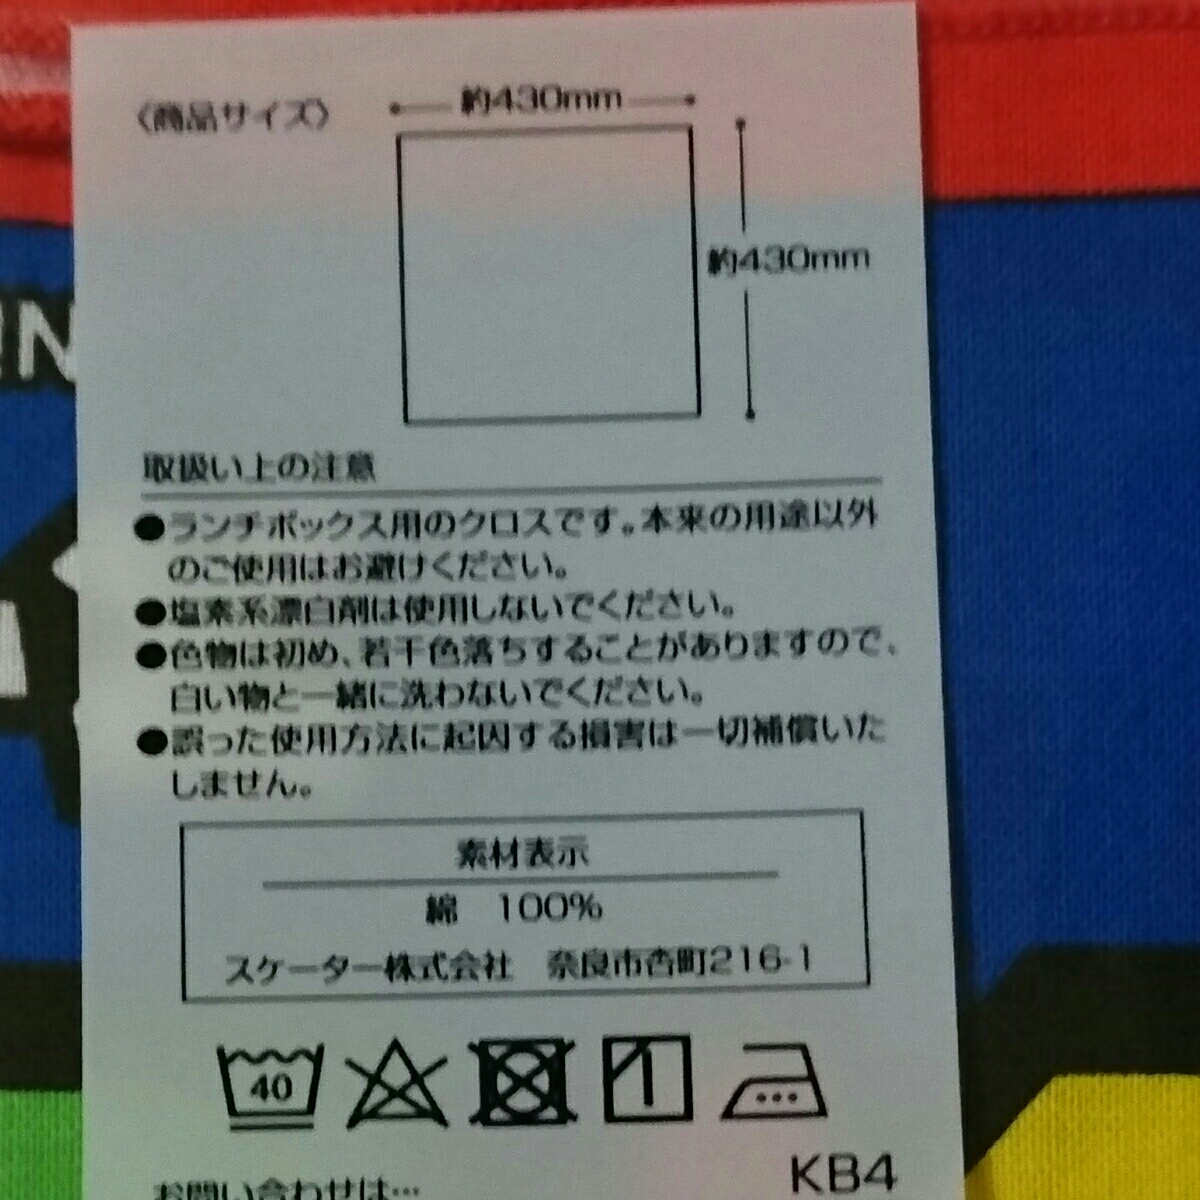 〈商品サイズ〉
約430mm
約430mm
取扱い上の注意
●ランチボックス用のクロスです。本来の用途以外
のご使用はお避けください。
●塩素系漂白剤は使用しないでください。
●色物は初め、若干色落ちすることがありますので、
白い物と一緒に洗わないでください。
●誤った使用方法に起因する損害は一切補償いた
しません。
素材表示
綿 100%
スケーター株式会社 奈良市杏町216-1
40
KB4
お問い合わせは…